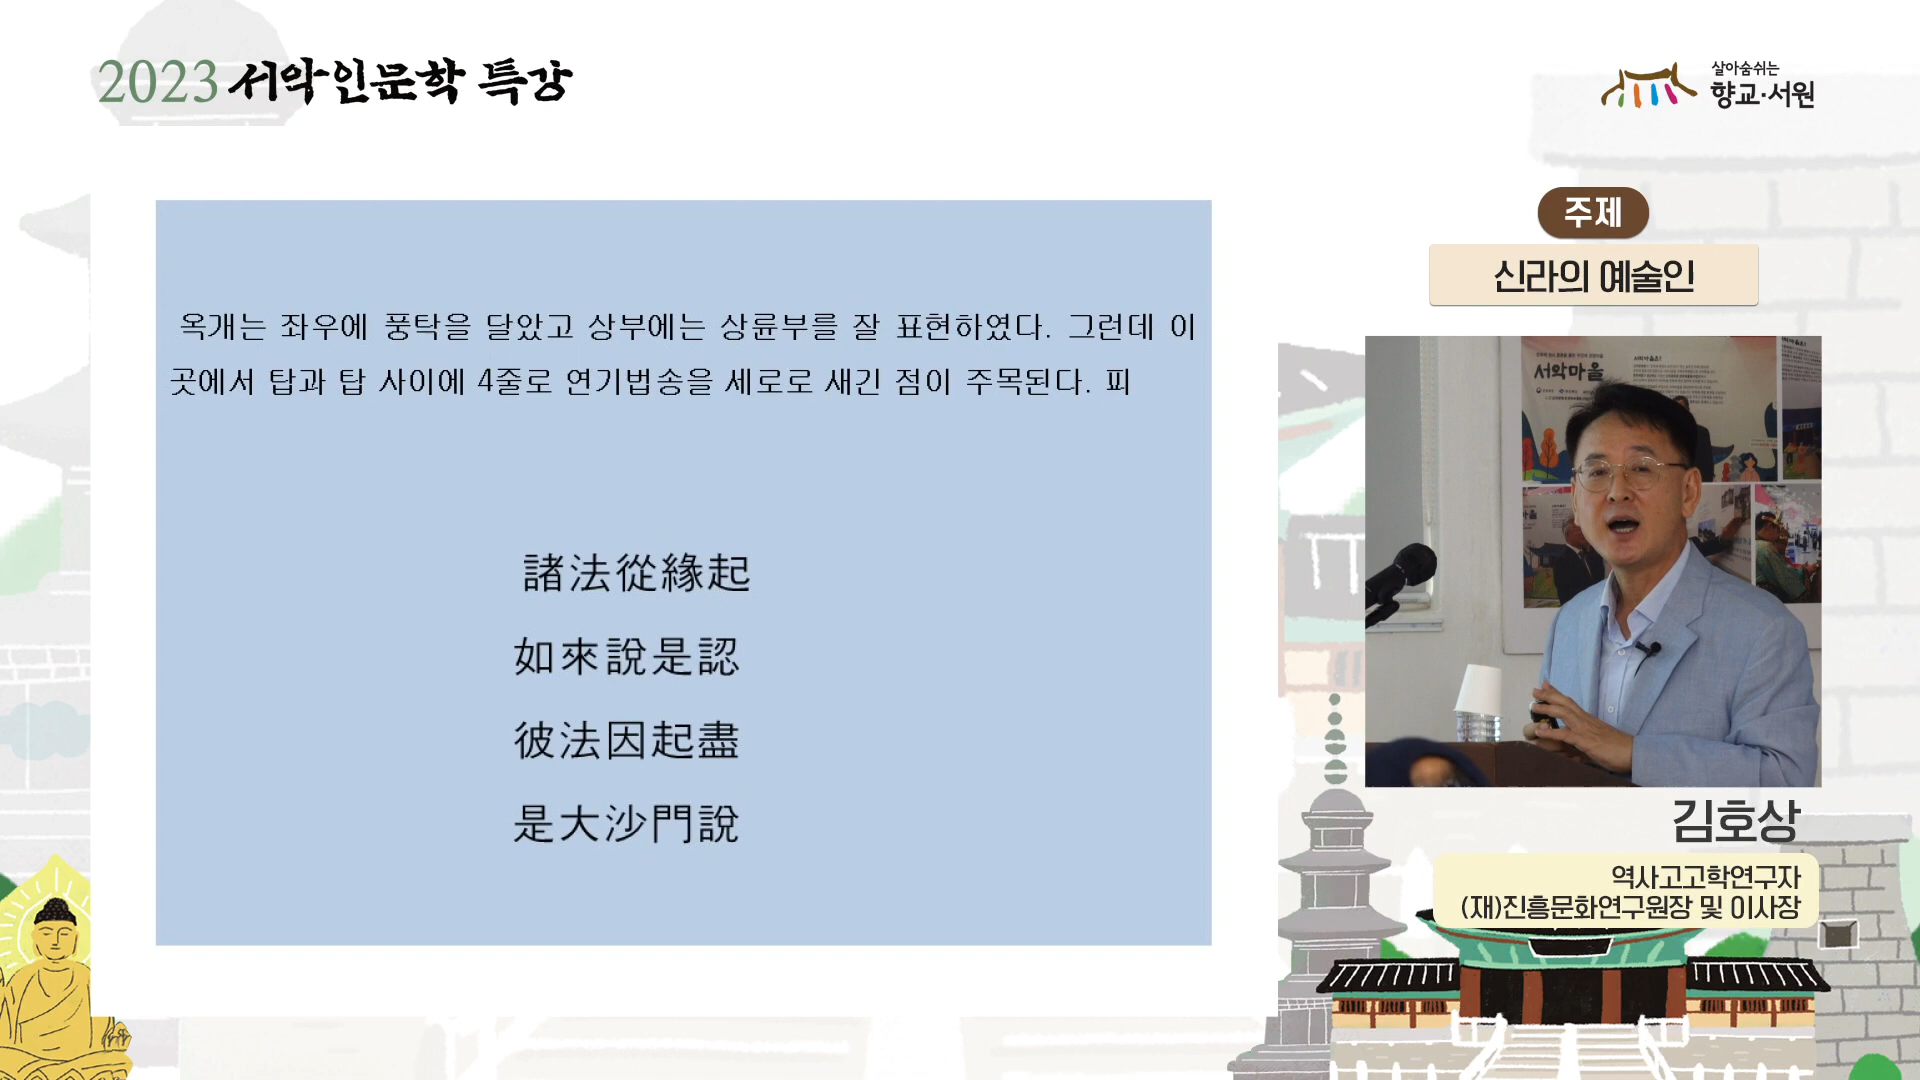 2023 서악인문학 특강
살아숨쉬는
향교·서원
주제
신라의 예술인
옥개는 좌우에 풍탁을 달았고 상부에는 상륜부를 잘 표현하였다. 그런데 이
곳에서 탑과 탑 사이에 4줄로 연기법송을 세로로 새긴 점이 주목된다. 피
諸法從緣起
如來說是認
彼法因起盡
是大沙門說
서악마을
김호상
역사고고학연구자
(재)진흥문화연구원장 및 이사장